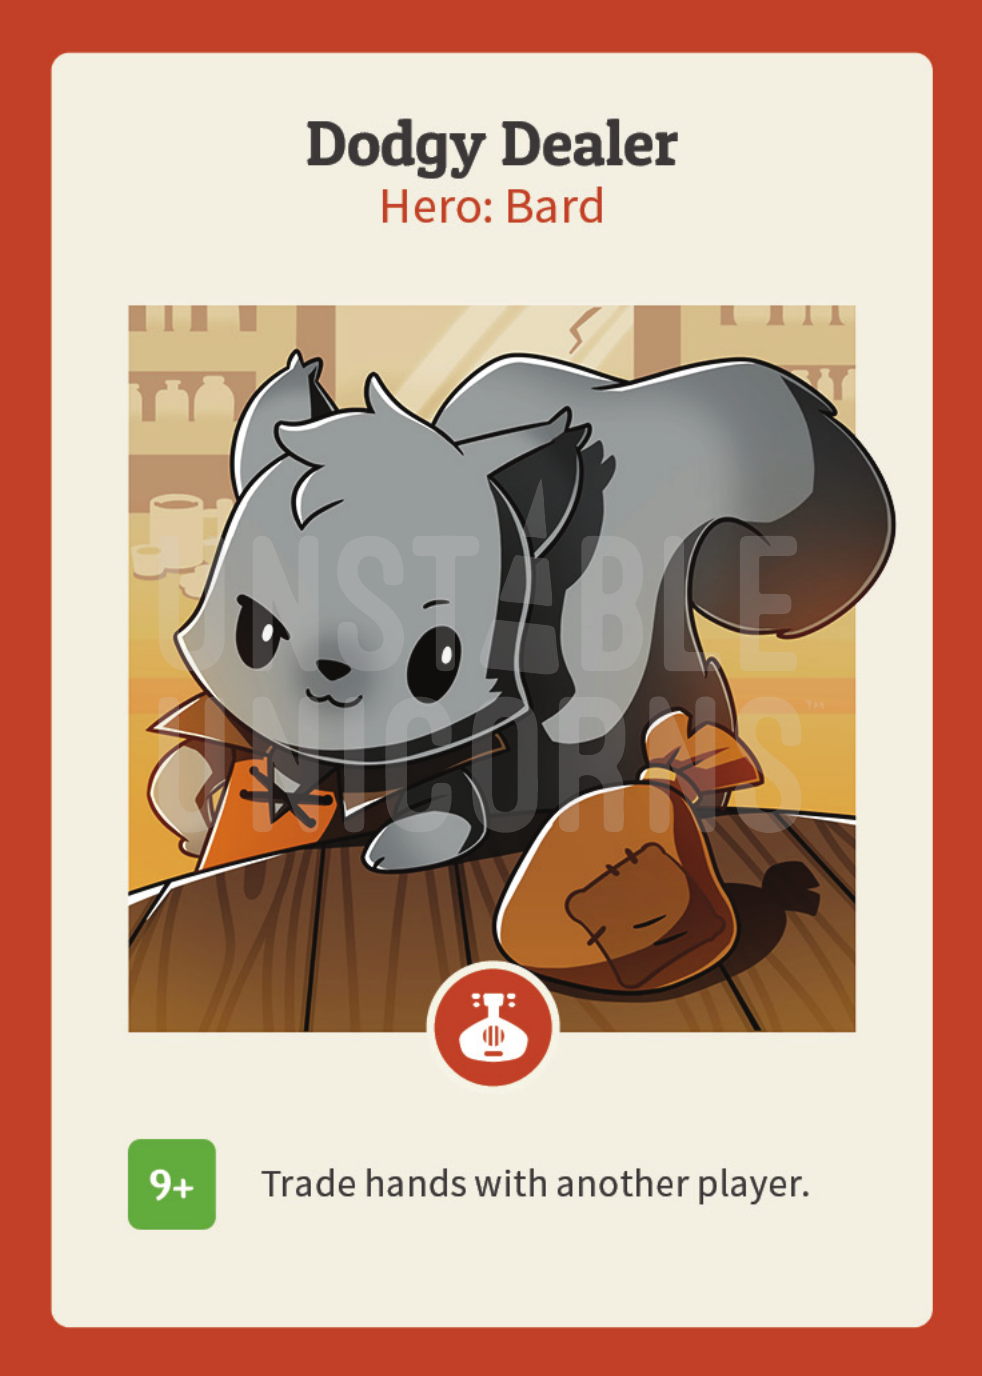 Dodgy Dealer
Hero: Bard
UNSTABLE
UNICORNS
9+ Trade hands with another player.